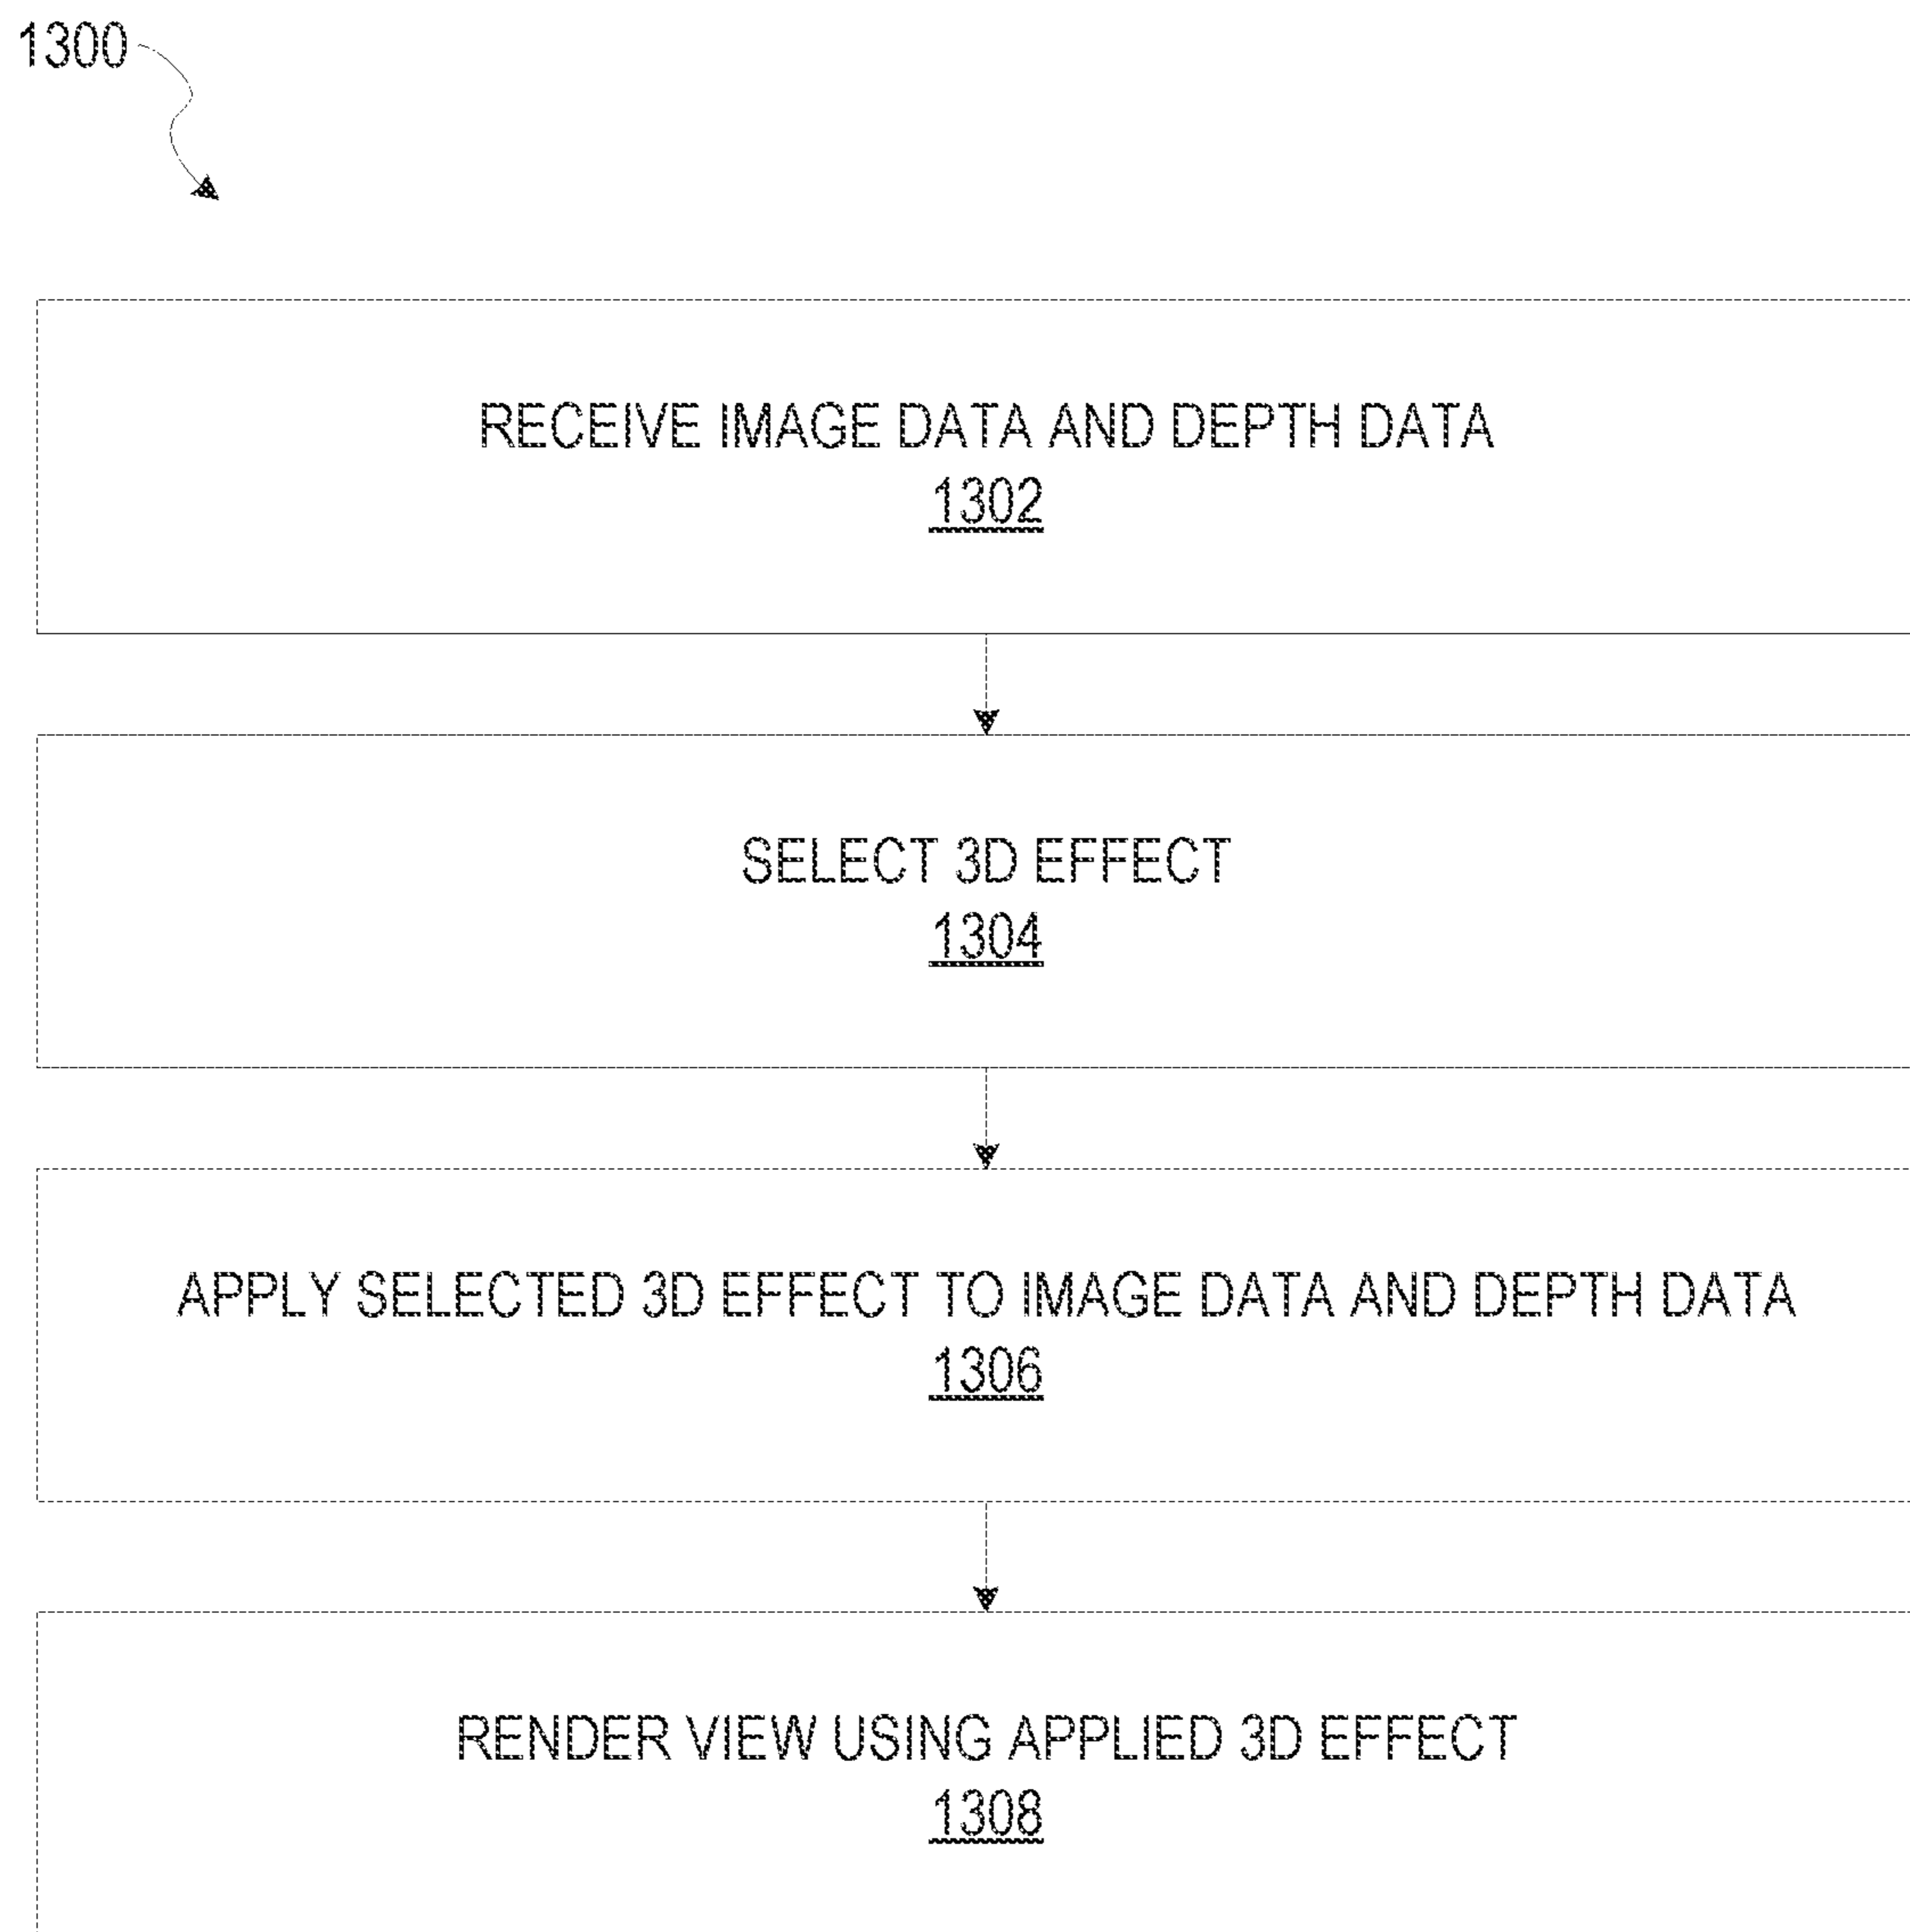 1300
RECEIVE IMAGE DATA AND DEPTH DATA
1302
SELECT 3D EFFECT
1304
APPLY SELECTED 3D EFFECT TO IMAGE DATA AND DEPTH DATA
1306
RENDER VIEW USING APPLIED 3D EFFECT
1308